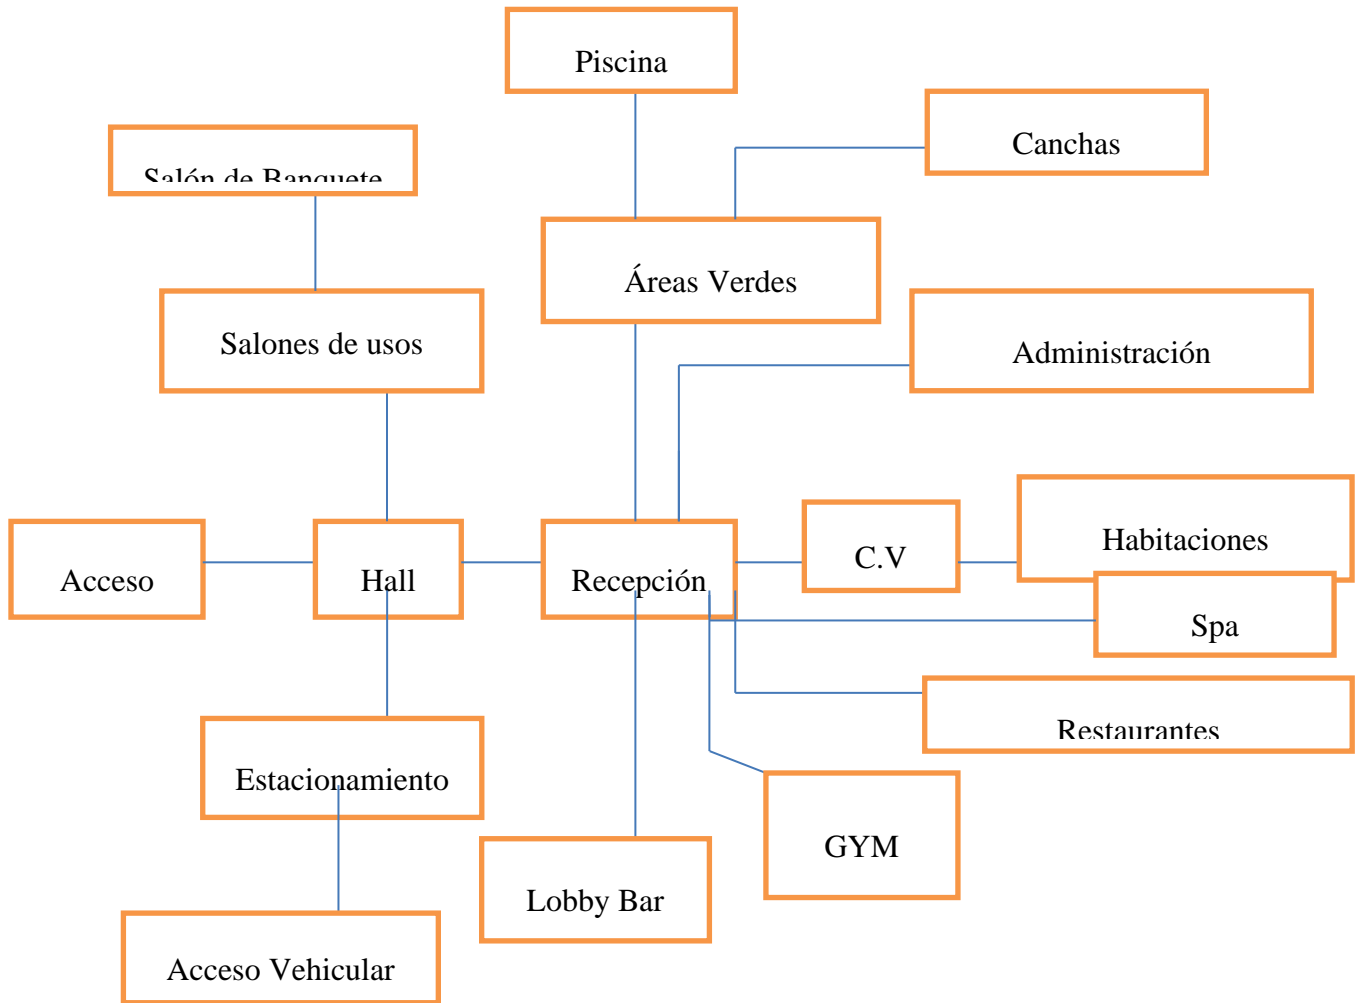 Piscina
Canchas
Salón de Banquete
Áreas Verdes
Salones de usos
Administración
Habitaciones
C.V
Acceso
Hall
Recepción
Spa
Restaurantes
Estacionamiento
GYM
Lobby Bar
Acceso Vehicular